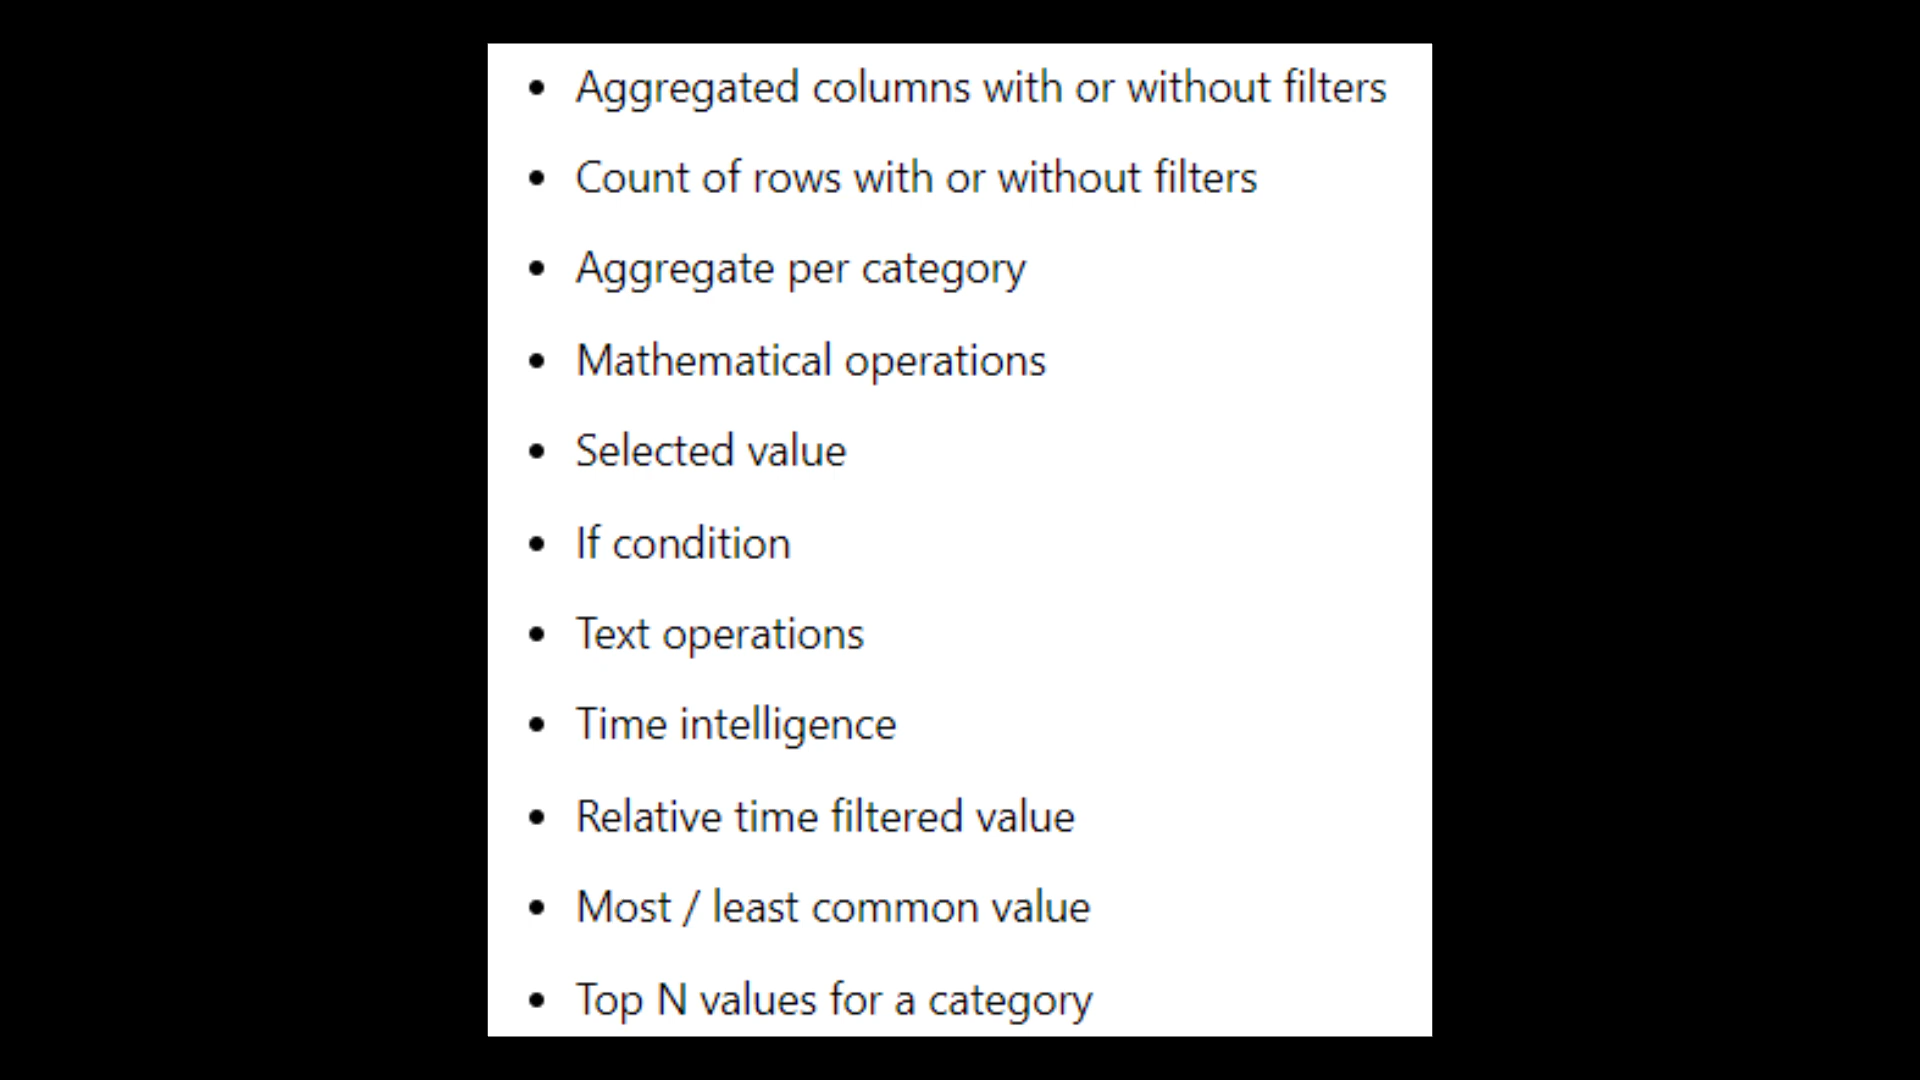 • Aggregated columns with or without filters
• Count of rows with or without filters
• Aggregate per category
• Mathematical operations
• Selected value
• If condition
• Text operations
• Time intelligence
• Relative time filtered value
• Most / least common value
• Top N values for a category